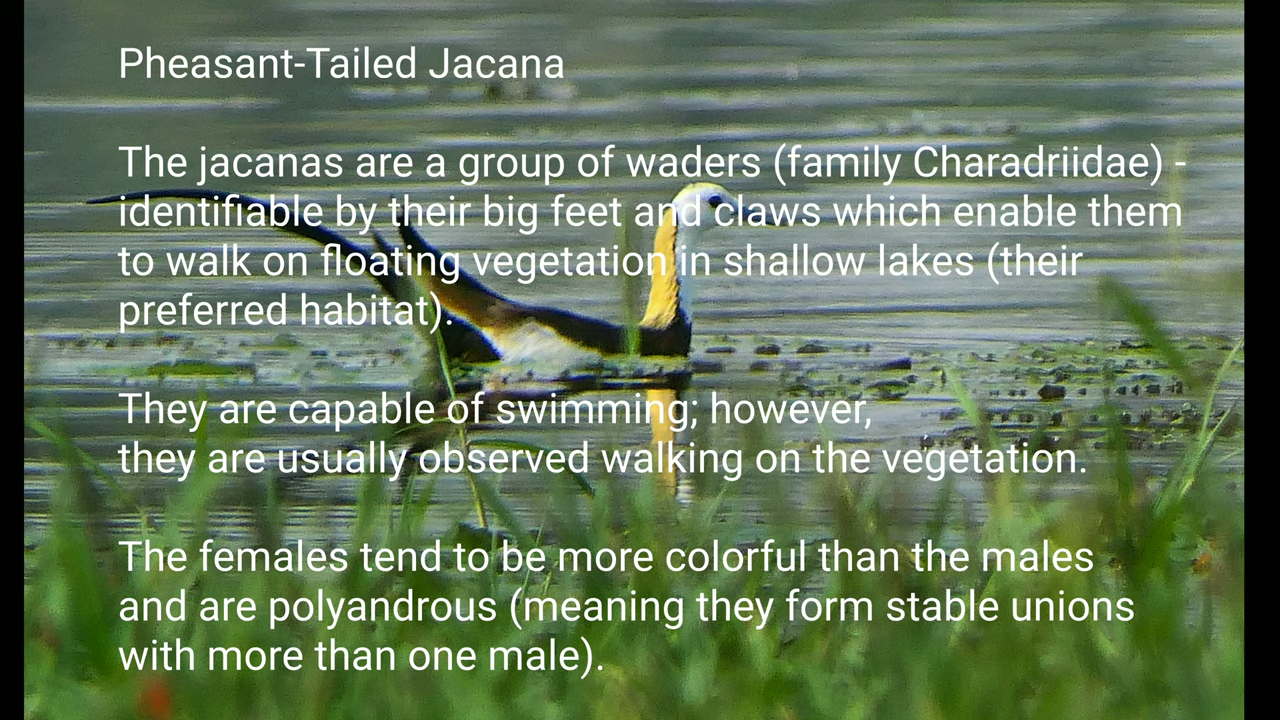 Pheasant-Tailed Jacana
The jacanas are a group of waders (family Charadriidae) -
identifiable by their big feet and claws which enable them
to walk on floating vegetation in shallow lakes (their
preferred habitat).
They are capable of swimming; however,
they are usually observed walking on the vegetation.
The females tend to be more colorful than the males
and are polyandrous (meaning they form stable unions
with more than one male).